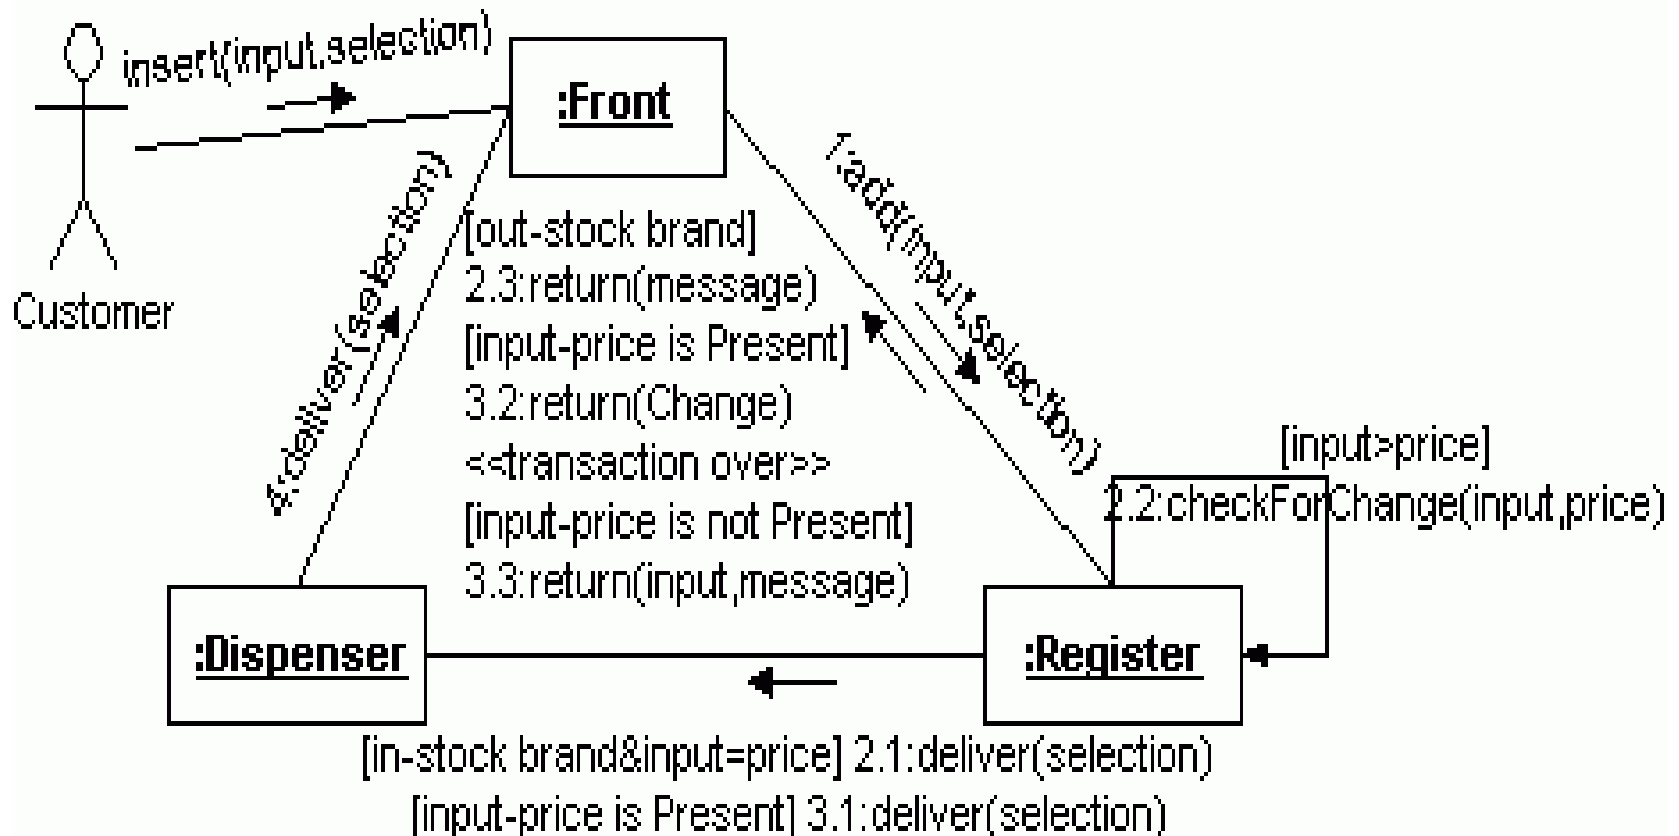 insert(input,selection)
:Front
1:add(input,selection)
4:deliver(selection)
Customer
[out-stock brand]
2.3:return(message)
[input-price is Present]
3.2:return(Change)
<<transaction over>>
[input-price is not Present]
3.3:return(input,message)
[input>price]
2.2:checkForChange(input,price)
:Dispenser
:Register
[in-stock brand&input=price] 2.1:deliver(selection)
[input-price is Present] 3.1:deliver(selection)